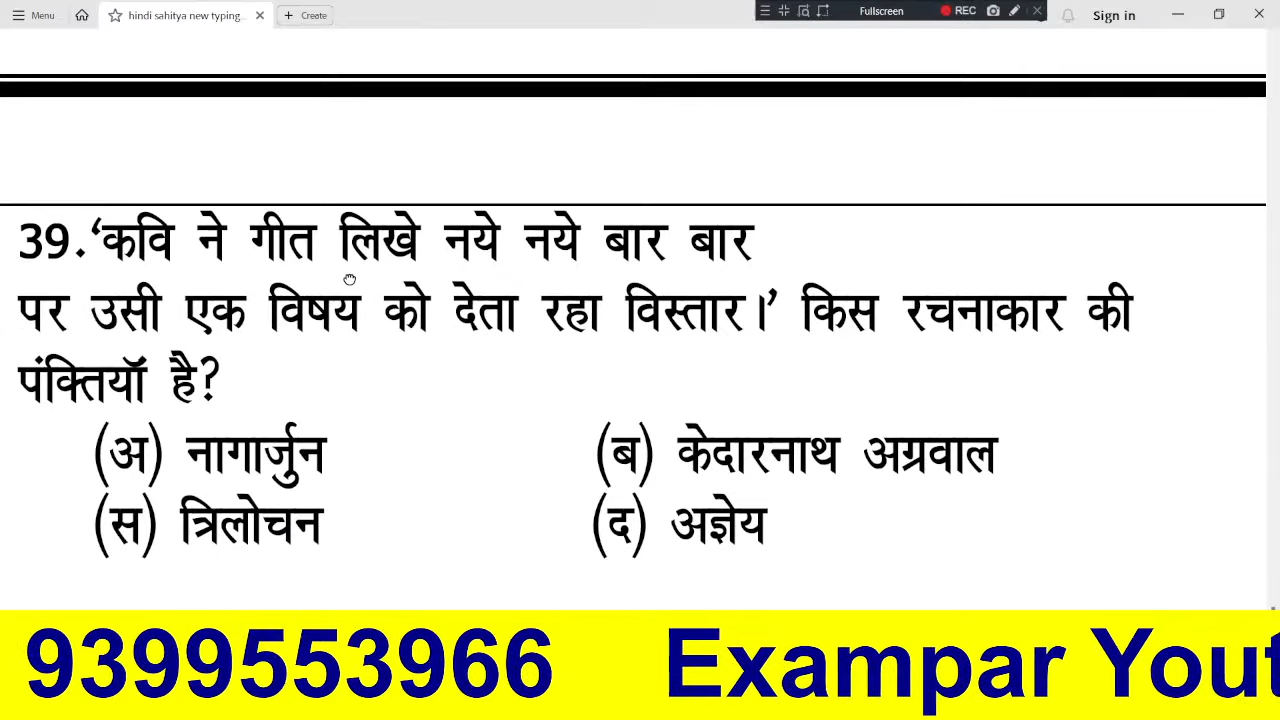 Menu
hindi sahitya new typing...
Create
Fullscreen
REC
Sign in
39.‘कवि ने गीत लिखे नये नये बार बार
पर उसी एक विषय को देता रहा विस्तार।’ किस रचनाकार की
पंक्तियॉं है?
(अ) नागार्जुन (ब) केदारनाथ अग्रवाल
(स) त्रिलोचन (द) अज्ञेय
9399553966 Exampar Yout